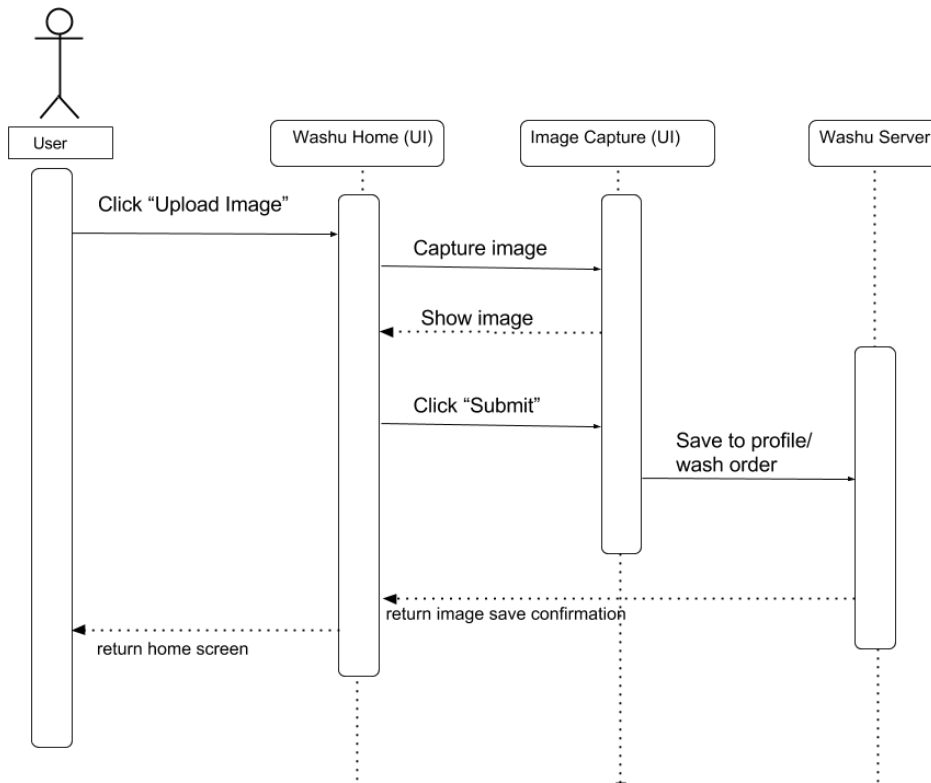 User
Washu Home (UI)
Image Capture (UI)
Washu Server
Click “Upload Image”
Capture image
Show image
Click “Submit”
Save to profile/
wash order
return image save confirmation
return home screen